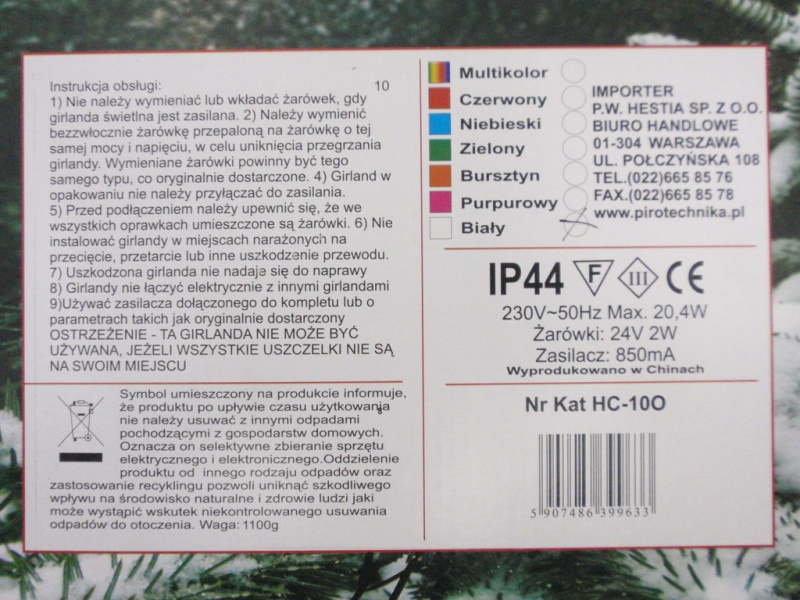 Instrukcja obsługi: 10
1) Nie należy wymieniać lub wkładać żarówek, gdy
girlanda świetlna jest zasilana. 2) Należy wymienić
bezzwłocznie żarówkę przepaloną na żarówkę o tej
samej mocy i napięciu, w celu uniknięcia przegrzania
girlandy. Wymieniane żarówki powinny być tego
samego typu, co oryginalnie dostarczone. 4) Girland w
opakowaniu nie należy przyłączać do zasilania.
5) Przed podłączeniem należy upewnić się, że we
wszystkich oprawkach umieszczone są żarówki. 6) Nie
instalować girlandy w miejscach narażonych na
przecięcie, przetarcie lub inne uszkodzenie przewodu.
7) Uszkodzona girlanda nie nadaje się do naprawy
8) Girlandy nie łączyć elektrycznie z innymi girlandami
9)Używać zasilacza dołączonego do kompletu lub o
parametrach takich jak oryginalnie dostarczony
OSTRZEŻENIE - TA GIRLANDA NIE MOŻE BYĆ
UŻYWANA, JEŻELI WSZYSTKIE USZCZELKI NIE SĄ
NA SWOIM MIEJSCU
Symbol umieszczony na produkcie informuje,
że produktu po upływie czasu użytkowania
nie należy usuwać z innymi odpadami
pochodzącymi z gospodarstw domowych.
Oznacza on selektywne zbieranie sprzętu
elektrycznego i elektronicznego.Oddzielenie
produktu od innego rodzaju odpadów oraz
zastosowanie recyklingu pozwoli uniknąć szkodliwego
wpływu na środowisko naturalne i zdrowie ludzi jaki
może wystąpić wskutek niekontrolowanego usuwania
odpadów do otoczenia. Waga: 1100g
Multikolor
Czerwony
Niebieski
Zielony
Bursztyn
Purpurowy
Biały
IMPORTER
P.W. HESTIA SP. Z O.O.
BIURO HANDLOWE
01-304 WARSZAWA
UL. POŁCZYŃSKA 108
TEL.(022)665 85 76
FAX.(022)665 85 78
www.pirotechnika.pl
IP44 F III CE
230V~50Hz Max. 20,4W
Żarówki: 24V 2W
Zasilacz: 850mA
Wyprodukowano w Chinach
Nr Kat HC-10O
5 907486 399633